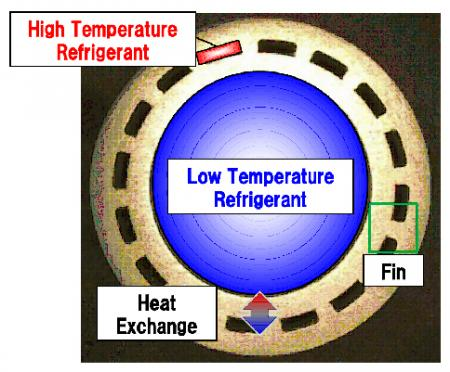 High Temperature
Refrigerant
Low Temperature
Refrigerant
Fin
Heat
Exchange